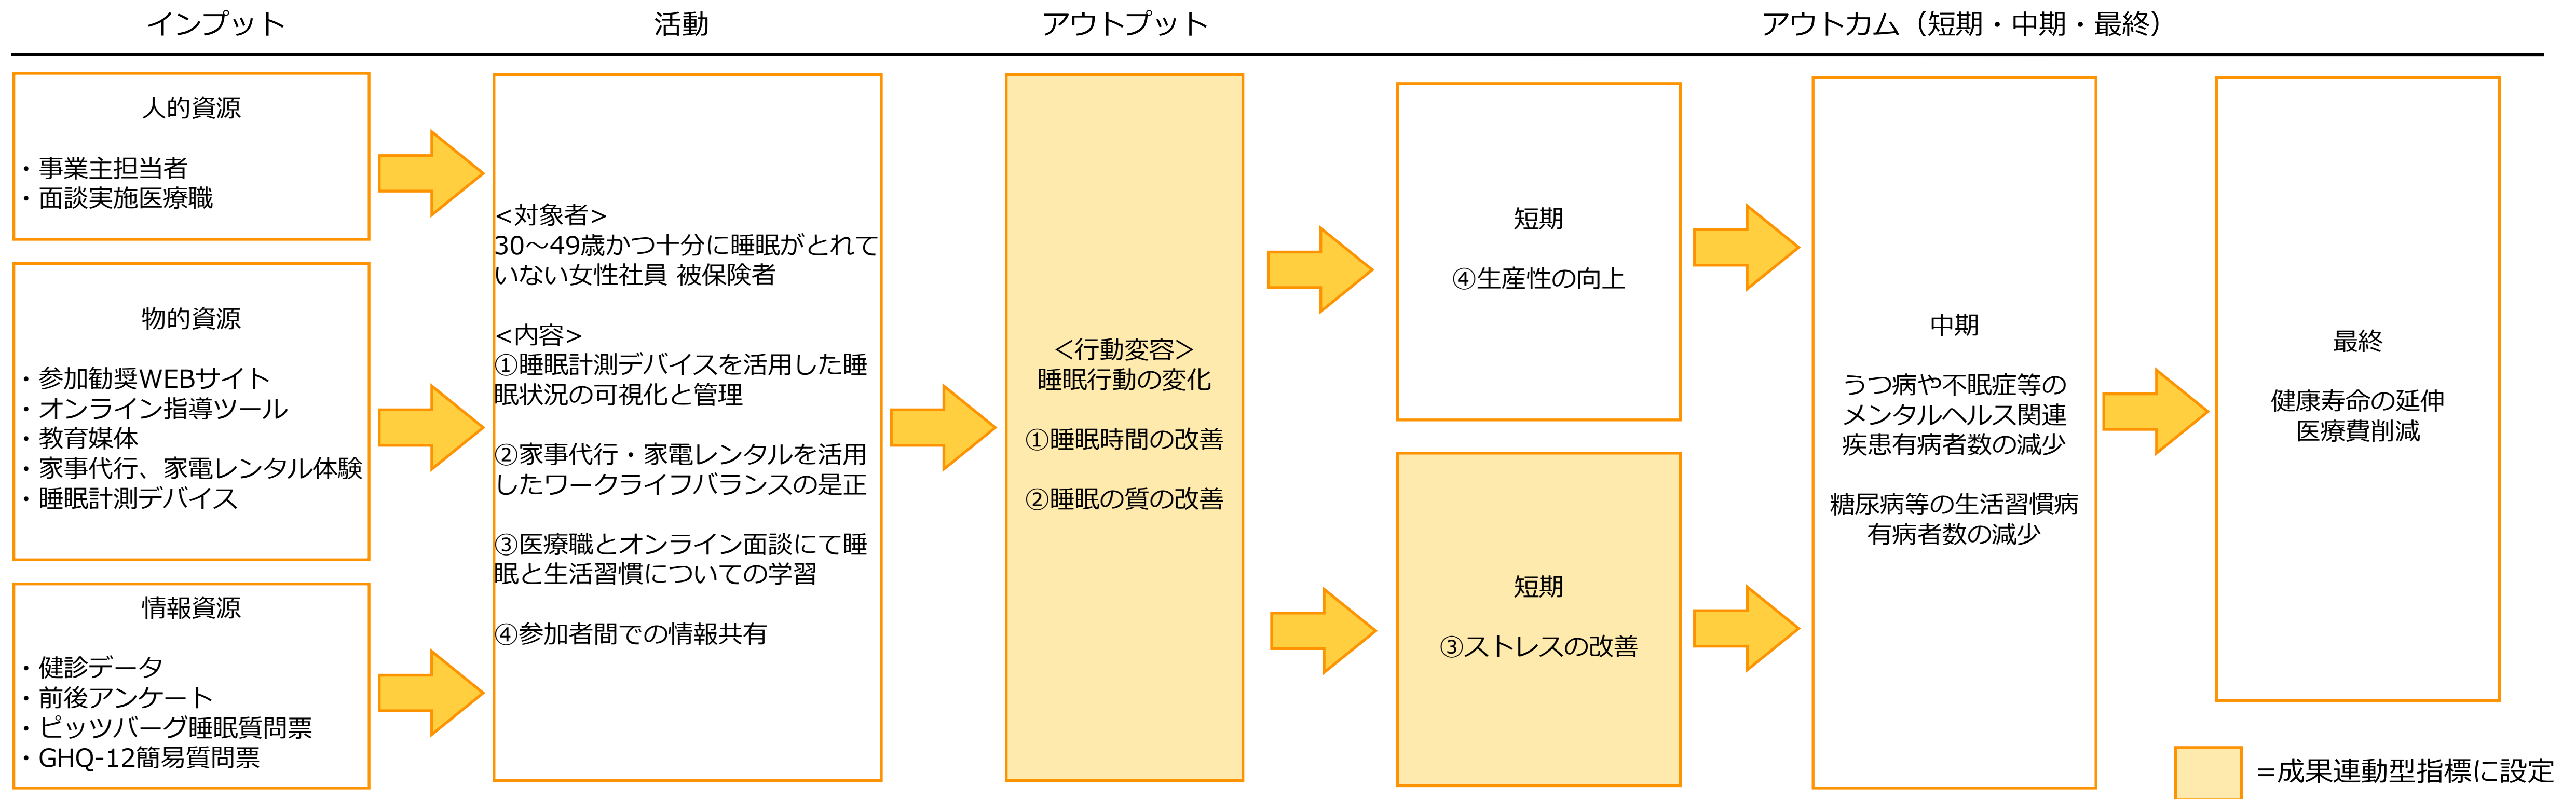 インプット
活動
アウトプット
アウトカム（短期・中期・最終）
人的資源
・事業主担当者
・面談実施医療職
物的資源
・参加勧奨WEBサイト
・オンライン指導ツール
・教育媒体
・家事代行、家電レンタル体験
・睡眠計測デバイス
情報資源
・健診データ
・前後アンケート
・ピッツバーグ睡眠質問票
・GHQ-12簡易質問票
<対象者>
30～49歳かつ十分に睡眠がとれて
いない女性社員 被保険者
<内容>
①睡眠計測デバイスを活用した睡
眠状況の可視化と管理
②家事代行・家電レンタルを活用
したワークライフバランスの是正
③医療職とオンライン面談にて睡
眠と生活習慣についての学習
④参加者間での情報共有
＜行動変容＞
睡眠行動の変化
①睡眠時間の改善
②睡眠の質の改善
短期
④生産性の向上
短期
③ストレスの改善
中期
うつ病や不眠症等の
メンタルヘルス関連
疾患有病者数の減少
糖尿病等の生活習慣病
有病者数の減少
最終
健康寿命の延伸
医療費削減
=成果連動型指標に設定